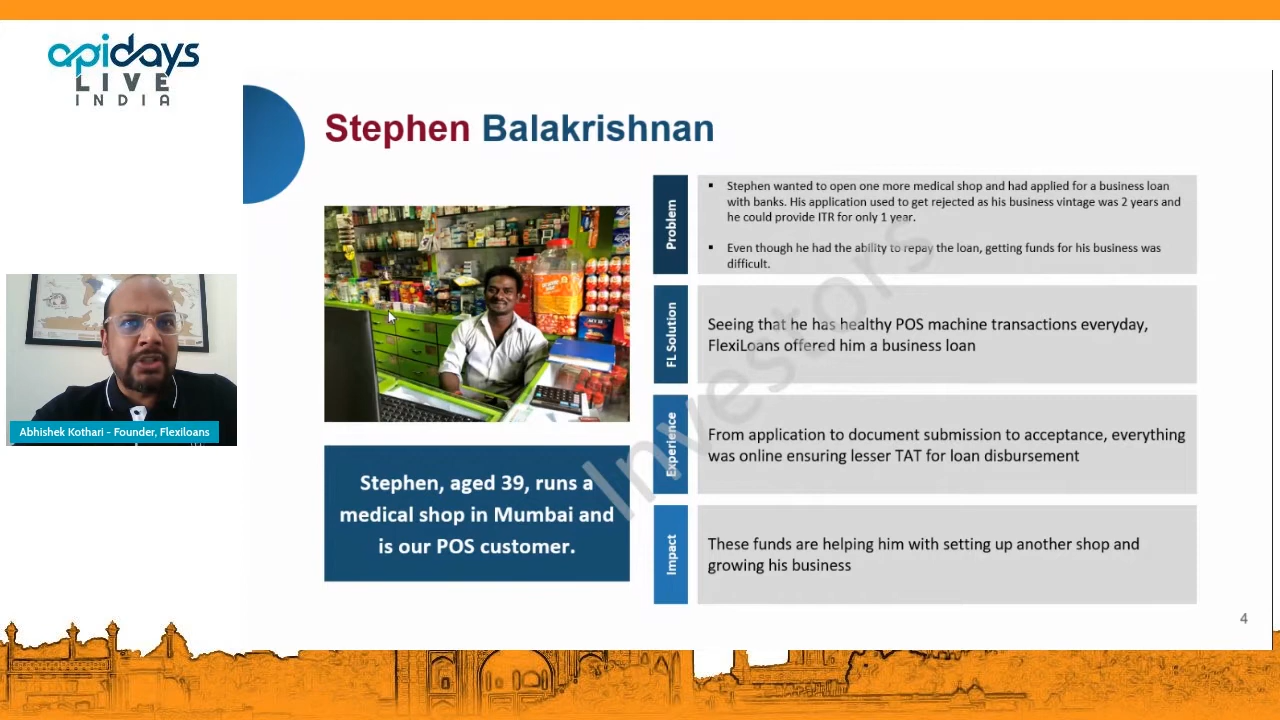 apidays
LIVE
INDIA
Stephen Balakrishnan
Problem
▪ Stephen wanted to open one more medical shop and had applied for a business loan
with banks. His application used to get rejected as his business vintage was 2 years and
he could provide ITR for only 1 year.
▪ Even though he had the ability to repay the loan, getting funds for his business was
difficult.
FL Solution
Seeing that he has healthy POS machine transactions everyday,
FlexiLoans offered him a business loan
Experience
From application to document submission to acceptance, everything
was online ensuring lesser TAT for loan disbursement
Impact
These funds are helping him with setting up another shop and
growing his business
Stephen, aged 39, runs a
medical shop in Mumbai and
is our POS customer.
Abhishek Kothari - Founder, Flexiloans
Investors
4